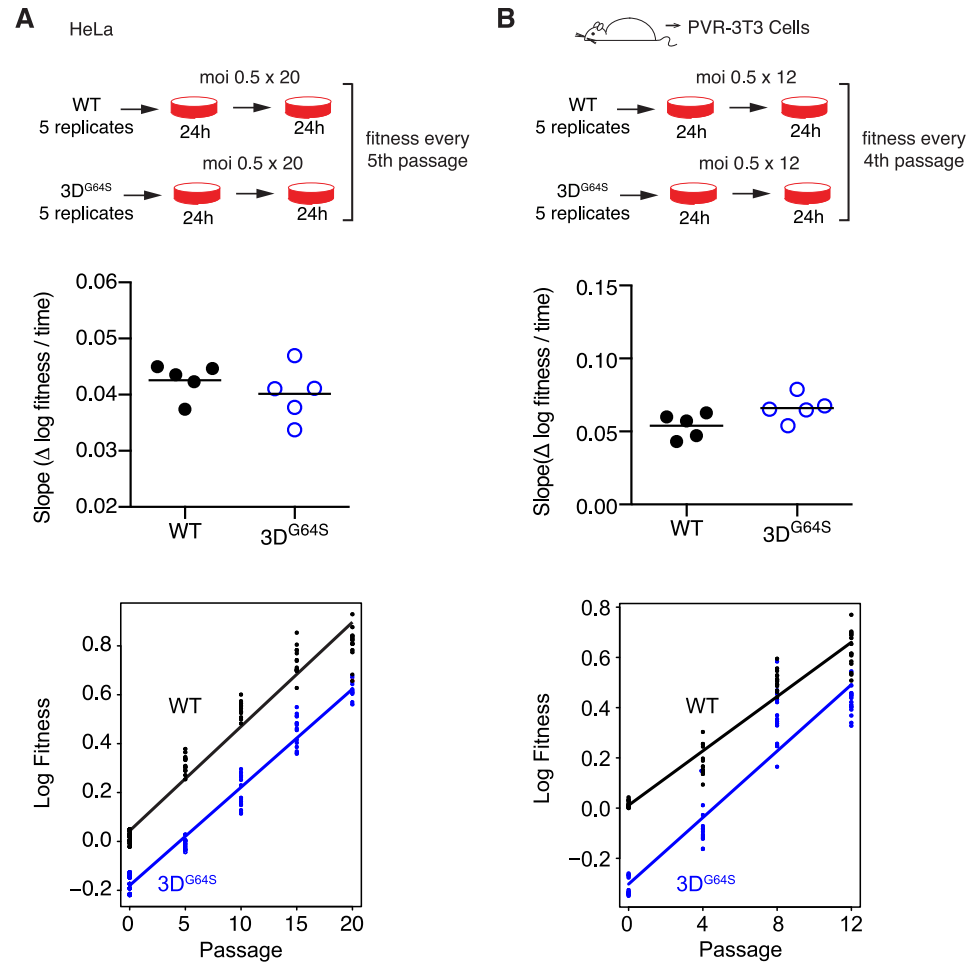 A
HeLa
moi 0.5 x 20
WT
5 replicates
24h
24h
moi 0.5 x 20
3D^G64S
5 replicates
24h
24h
fitness every
5th passage
Slope (Δ log fitness / time)
0.06
0.05
0.04
0.03
0.02
WT
3D^G64S
Log Fitness
0.8
0.6
0.4
0.2
0.0
−0.2
WT
3D^G64S
0
5
10
15
20
Passage
B
PVR-3T3 Cells
moi 0.5 x 12
WT
5 replicates
24h
24h
moi 0.5 x 12
3D^G64S
5 replicates
24h
24h
fitness every
4th passage
Slope(Δ log fitness / time)
0.15
0.10
0.05
0.00
WT
3D^G64S
Log Fitness
0.8
0.6
0.4
0.2
0.0
−0.2
WT
3D^G64S
0
4
8
12
Passage